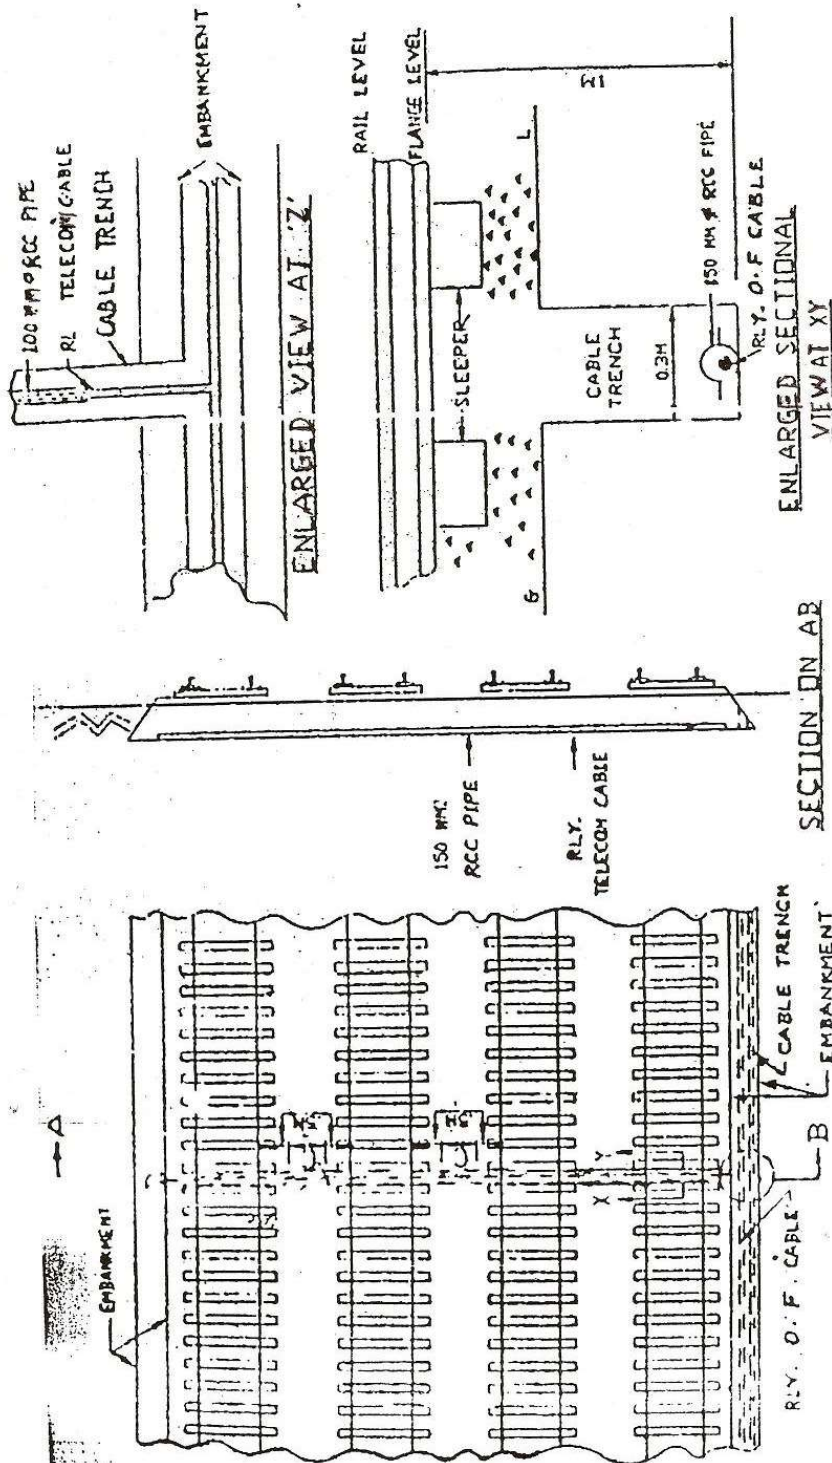 100 MM Ø RCC PIPE
RL TELECOM CABLE
CABLE TRENCH
EMBANKMENT
ENLARGED VIEW AT 'Z'
RAIL LEVEL
FLANGE LEVEL
SLEEPER
1M
G
L
CABLE
TRENCH
0.3M
150 MM Ø RCC PIPE
RLY. O.F CABLE
ENLARGED SECTIONAL
VIEW AT XY
150 MM
RCC PIPE
RLY.
TELECOM CABLE
SECTION ON AB
A
EMBANKMENT
X
Y
RLY. O.F. CABLE
B
CABLE TRENCH
EMBANKMENT